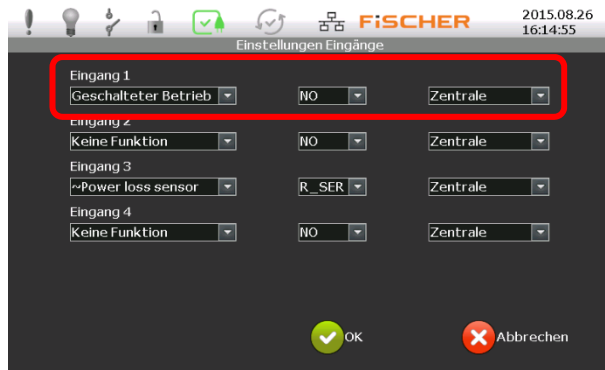 FiSCHER
2015.08.26
16:14:55
Einstellungen Eingänge
Eingang 1
Geschalteter Betrieb NO Zentrale
Eingang 2
Keine Funktion NO Zentrale
Eingang 3
~Power loss sensor R_SER Zentrale
Eingang 4
Keine Funktion NO Zentrale
OK Abbrechen